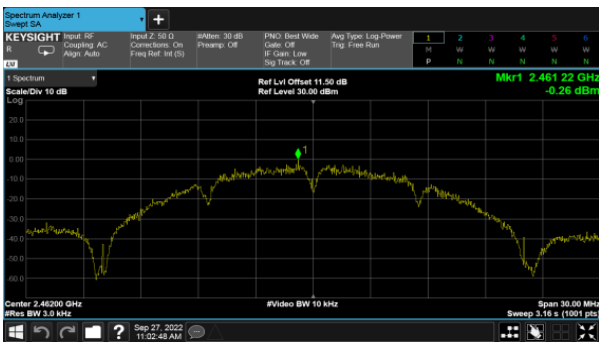 Spectrum Analyzer 1
Swept SA
+
KEYSIGHT Input: RF Input Z: 50 Ω #Atten: 30 dB PNO: Best Wide Avg Type: Log-Power 1 2 3 4 5 6
R Coupling: AC Corrections: On Preamp: Off Gate: Off Trig: Free Run M W W W W W
Align: Auto Freq Ref: Int (S) IF Gain: Low P N N N N N
LXI Sig Track: Off
1 Spectrum Ref Lvl Offset 11.50 dB Mkr1 2.461 22 GHz
Scale/Div 10 dB Ref Level 30.00 dBm -0.26 dBm
Log
20.0
10.0
0.00
1
-10.0
-20.0
-30.0
-40.0
-50.0
-60.0
Center 2.46200 GHz #Video BW 10 kHz Span 30.00 MHz
#Res BW 3.0 kHz Sweep 3.16 s (1001 pts)
? Sep 27, 2022
11:02:48 AM